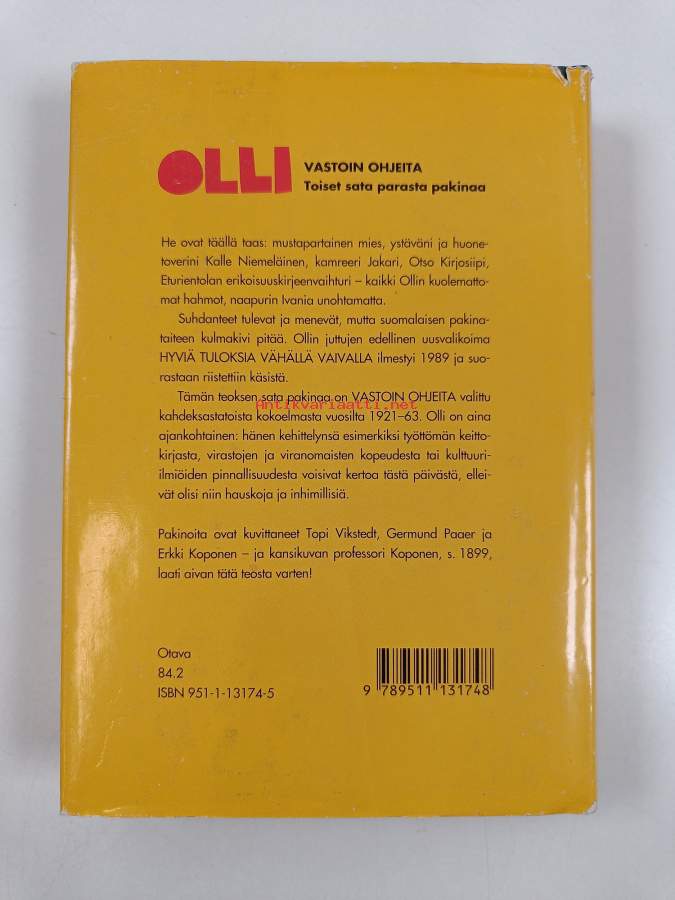 OLLI
VASTOIN OHJEITA
Toiset sata parasta pakinaa
He ovat täällä taas: mustapartainen mies, ystäväni ja huone-
toverini Kalle Niemeläinen, kamreeri Jakari, Otso Kirjosiipi,
Eturientolan erikoisuuskirjeenvaihturi – kaikki Ollin kuolematto-
mat hahmot, naapurin Ivania unohtamatta.
Suhdanteet tulevat ja menevät, mutta suomalaisen pakina-
taiteen kulmakivi pitää. Ollin juttujen edellinen uusvalikoima
HYVIÄ TULOKSIA VÄHÄLLÄ VAIVALLA ilmestyi 1989 ja suo-
rastaan riistettiin käsistä.
Tämän teoksen sata pakinaa on VASTOIN OHJEITA valittu
Antikvariaatti.net
kahdeksastatoista kokoelmasta vuosilta 1921–63. Olli on aina
ajankohtainen: hänen kehittelynsä esimerkiksi työttömän keitto-
kirjasta, virastojen ja viranomaisten kopeudesta tai kulttuuri-
ilmiöiden pinnallisuudesta voisivat kertoa tästä päivästä, ellei-
vät olisi niin hauskoja ja inhimillisiä.
Pakinoita ovat kuvittaneet Topi Vikstedt, Germund Paaer ja
Erkki Koponen – ja kansikuvan professori Koponen, s. 1899,
laati aivan tätä teosta varten!
Otava
84.2
ISBN 951-1-13174-5
9 789511 131748